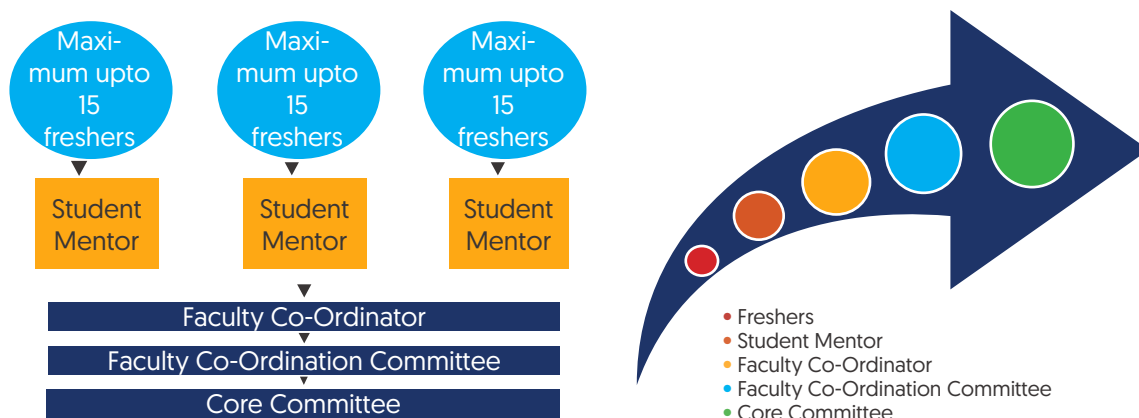 Maxi-
mum upto
15
freshers
Maxi-
mum upto
15
freshers
Maxi-
mum upto
15
freshers
Student
Mentor
Student
Mentor
Student
Mentor
Faculty Co-Ordinator
Faculty Co-Ordination Committee
Core Committee
• Freshers
• Student Mentor
• Faculty Co-Ordinator
• Faculty Co-Ordination Committee
• Core Committee